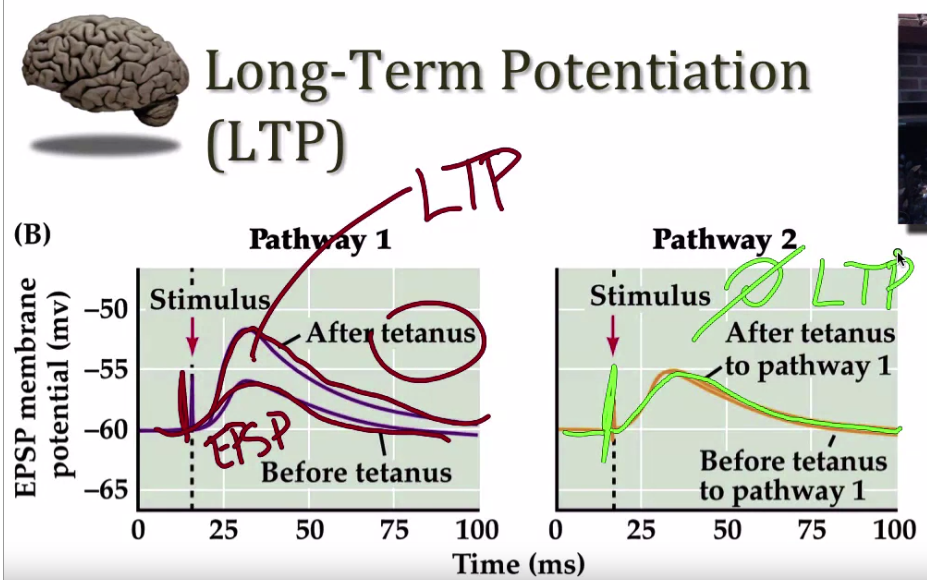 Long-Term Potentiation
(LTP)
LTP
(B)
Pathway 1
EPSP membrane
potential (mv)
–50
–55
–60
–65
Stimulus
After tetanus
EPSP
Before tetanus
0 25 50 75 100
Pathway 2
∅ LTP
Stimulus
After tetanus
to pathway 1
Before tetanus
to pathway 1
0 25 50 75 100
Time (ms)